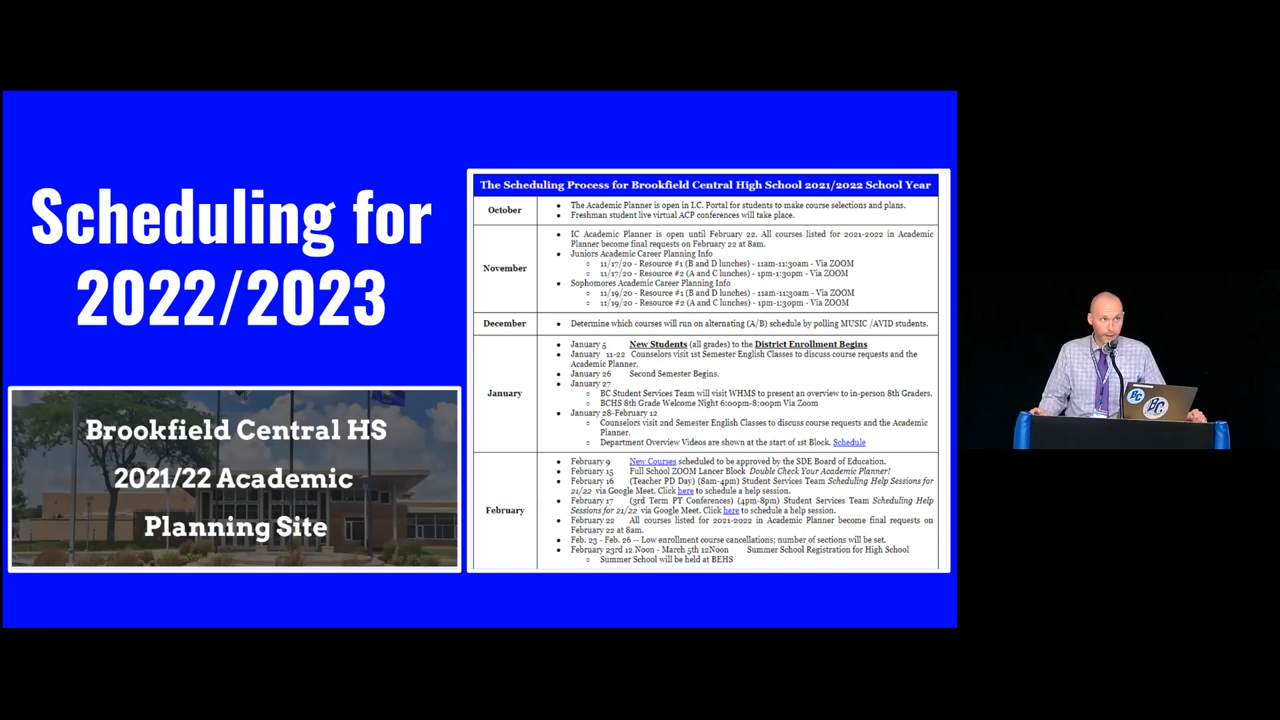 Scheduling for
2022/2023
Brookfield Central HS
2021/22 Academic
Planning Site
The Scheduling Process for Brookfield Central High School 2021/2022 School Year
October
• The Academic Planner is open in I.C. Portal for students to make course selections and plans.
• Freshman student live virtual ACP conferences will take place.
November
• IC Academic Planner is open until February 22. All courses listed for 2021-2022 in Academic
Planner become final requests on February 22 at 8am.
• Juniors Academic Career Planning Info
○ 11/17/20 - Resource #1 (B and D lunches) - 11am-11:30am - Via ZOOM
○ 11/17/20 - Resource #2 (A and C lunches) - 1pm-1:30pm - Via ZOOM
• Sophomores Academic Career Planning Info
○ 11/19/20 - Resource #1 (B and D lunches) - 11am-11:30am - Via ZOOM
○ 11/19/20 - Resource #2 (A and C lunches) - 1pm-1:30pm - Via ZOOM
December
• Determine which courses will run on alternating (A/B) schedule by polling MUSIC /AVID students.
January
• January 5 New Students (all grades) to the District Enrollment Begins
• January 11-22 Counselors visit 1st Semester English Classes to discuss course requests and the
Academic Planner.
• January 26 Second Semester Begins.
• January 27
○ BC Student Services Team will visit WHMS to present an overview to in-person 8th Graders.
○ BCHS 8th Grade Welcome Night 6:00pm-8:00pm Via Zoom
• January 28-February 12
○ Counselors visit 2nd Semester English Classes to discuss course requests and the Academic
Planner.
○ Department Overview Videos are shown at the start of 1st Block. Schedule
February
• February 9 New Courses scheduled to be approved by the SDE Board of Education.
• February 15 Full School ZOOM Lancer Block Double Check Your Academic Planner!
• February 16 (Teacher PD Day) (8am-4pm) Student Services Team Scheduling Help Sessions for
21/22 via Google Meet. Click here to schedule a help session.
• February 17 (3rd Term PT Conferences) (4pm-8pm) Student Services Team Scheduling Help
Sessions for 21/22 via Google Meet. Click here to schedule a help session.
• February 22 All courses listed for 2021-2022 in Academic Planner become final requests on
February 22 at 8am.
• Feb. 23 - Feb. 26 -- Low enrollment course cancellations; number of sections will be set.
• February 23rd 12 Noon - March 5th 12Noon Summer School Registration for High School
○ Summer School will be held at BEHS
BC
BC